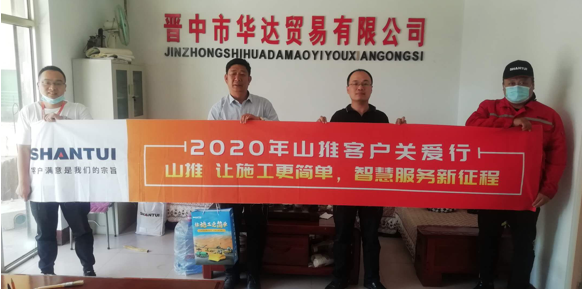 晋中市华达贸易有限公司
JINZHONGSHIHUADAMAOYIYOUXIANGONGSI
SHANTUI
客户满意是我们的宗旨
2020年山推客户关爱行
山推 让施工更简单，智慧服务新征程
SHANTUI